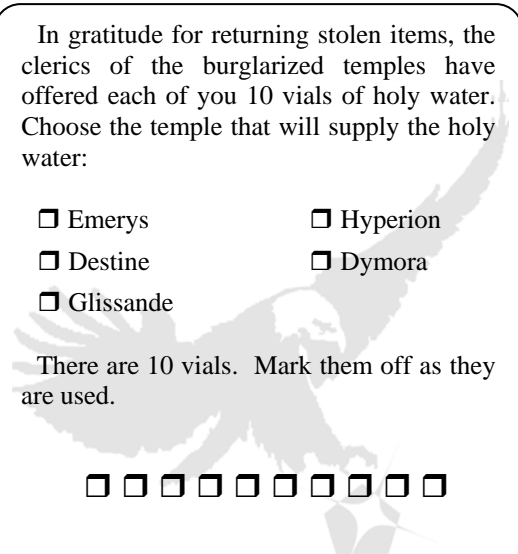 In gratitude for returning stolen items, the
clerics of the burglarized temples have
offered each of you 10 vials of holy water.
Choose the temple that will supply the holy
water:
❒ Emerys ❒ Hyperion
❒ Destine ❒ Dymora
❒ Glissande
There are 10 vials. Mark them off as they
are used.
❒ ❒ ❒ ❒ ❒ ❒ ❒ ❒ ❒ ❒